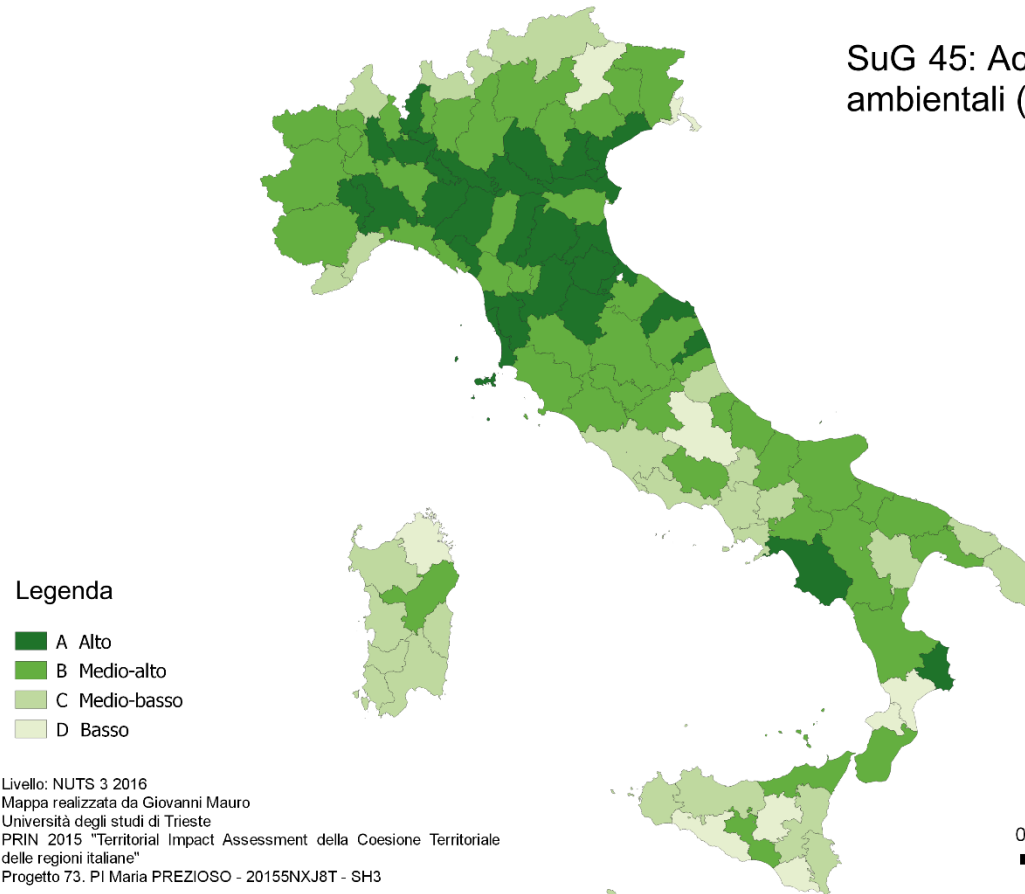 SuG 45: Ac
ambientali (
Legenda
A Alto
B Medio-alto
C Medio-basso
D Basso
Livello: NUTS 3 2016
Mappa realizzata da Giovanni Mauro
Università degli studi di Trieste
PRIN 2015 "Territorial Impact Assessment della Coesione Territoriale
delle regioni italiane"
Progetto 73. PI Maria PREZIOSO - 20155NXJ8T - SH3
0